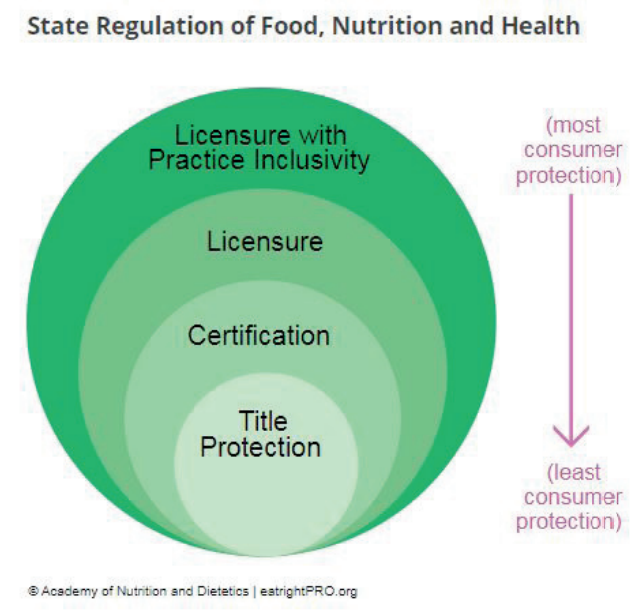 State Regulation of Food, Nutrition and Health
Licensure with
Practice Inclusivity
(most
consumer
protection)
Licensure
Certification
Title
Protection
(least
consumer
protection)
© Academy of Nutrition and Dietetics | eatrightPRO.org